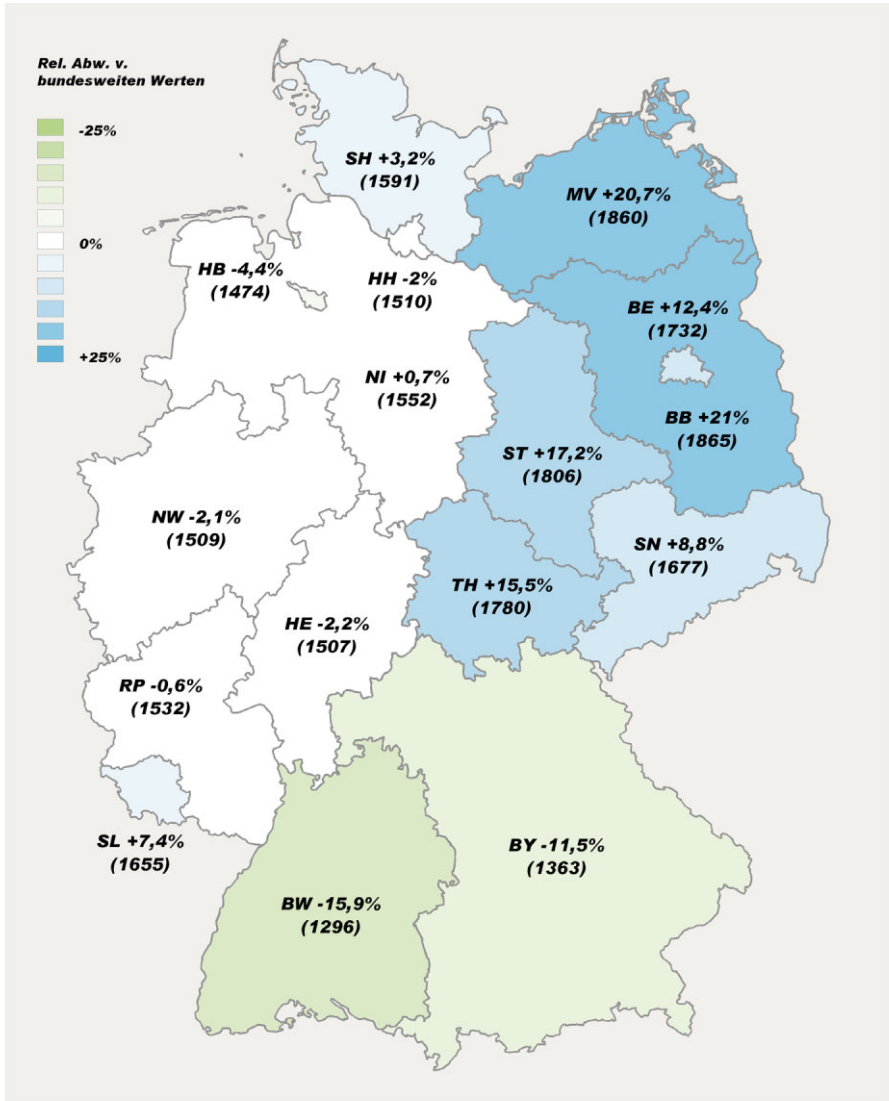 Rel. Abw. v.
bundesweiten Werten
-25%
0%
+25%
SH +3,2%
(1591)
MV +20,7%
(1860)
HB -4,4%
(1474)
HH -2%
(1510)
BE +12,4%
(1732)
NI +0,7%
(1552)
BB +21%
(1865)
ST +17,2%
(1806)
NW -2,1%
(1509)
SN +8,8%
(1677)
TH +15,5%
(1780)
HE -2,2%
(1507)
RP -0,6%
(1532)
SL +7,4%
(1655)
BY -11,5%
(1363)
BW -15,9%
(1296)